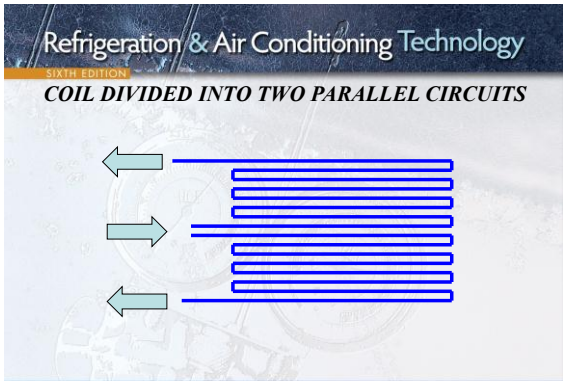 Refrigeration & Air Conditioning Technology
SIXTH EDITION
COIL DIVIDED INTO TWO PARALLEL CIRCUITS